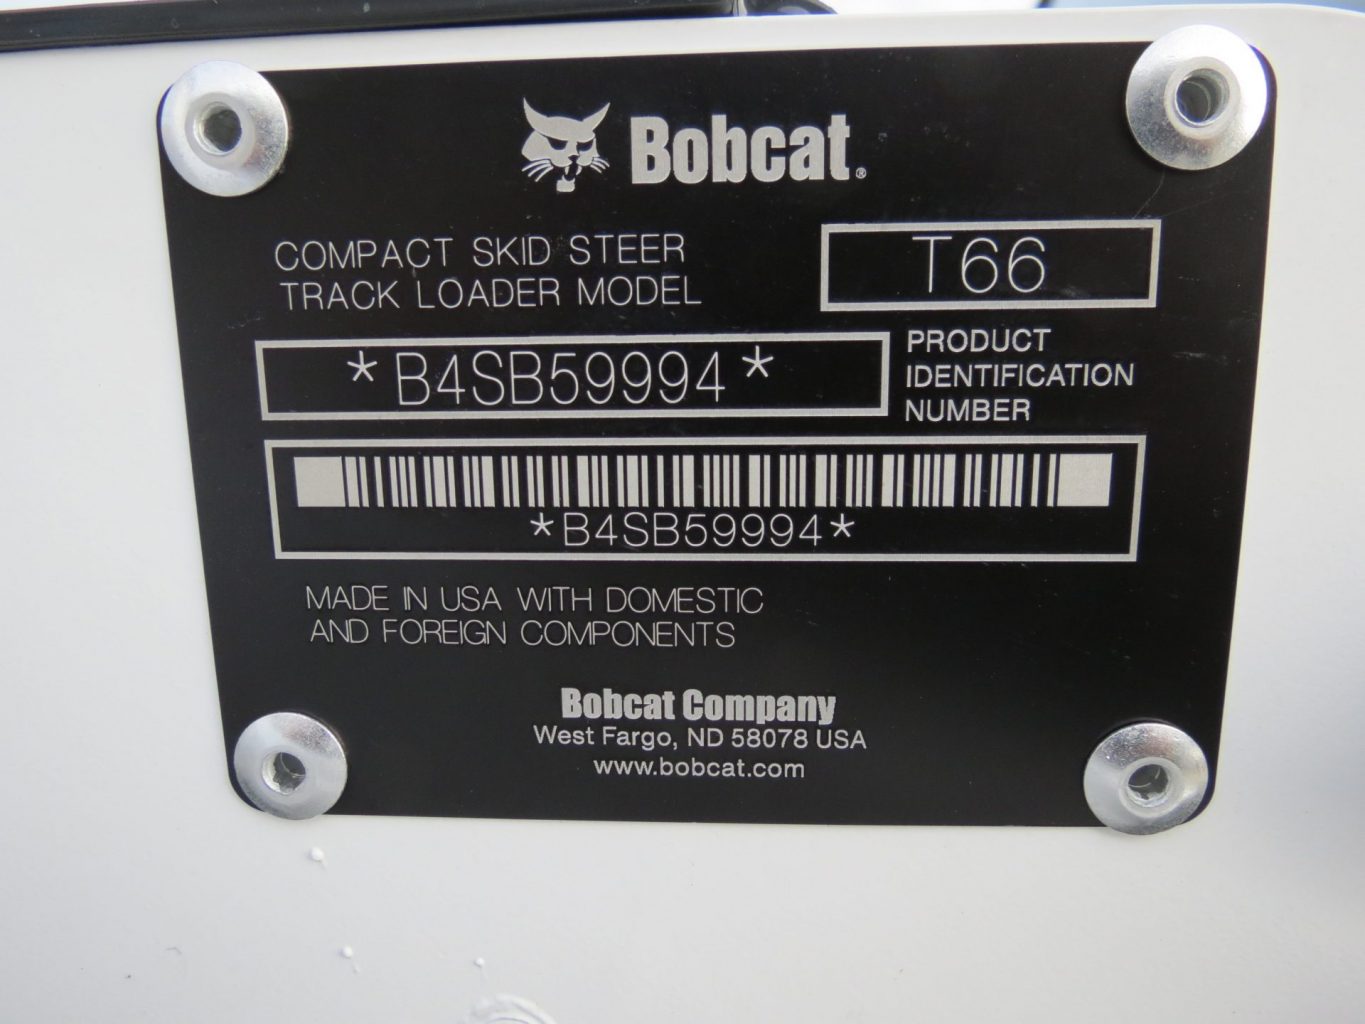 Bobcat®
COMPACT SKID STEER
TRACK LOADER MODEL
T66
*B4SB59994*
PRODUCT
IDENTIFICATION
NUMBER
*B4SB59994*
MADE IN USA WITH DOMESTIC
AND FOREIGN COMPONENTS
Bobcat Company
West Fargo, ND 58078 USA
www.bobcat.com